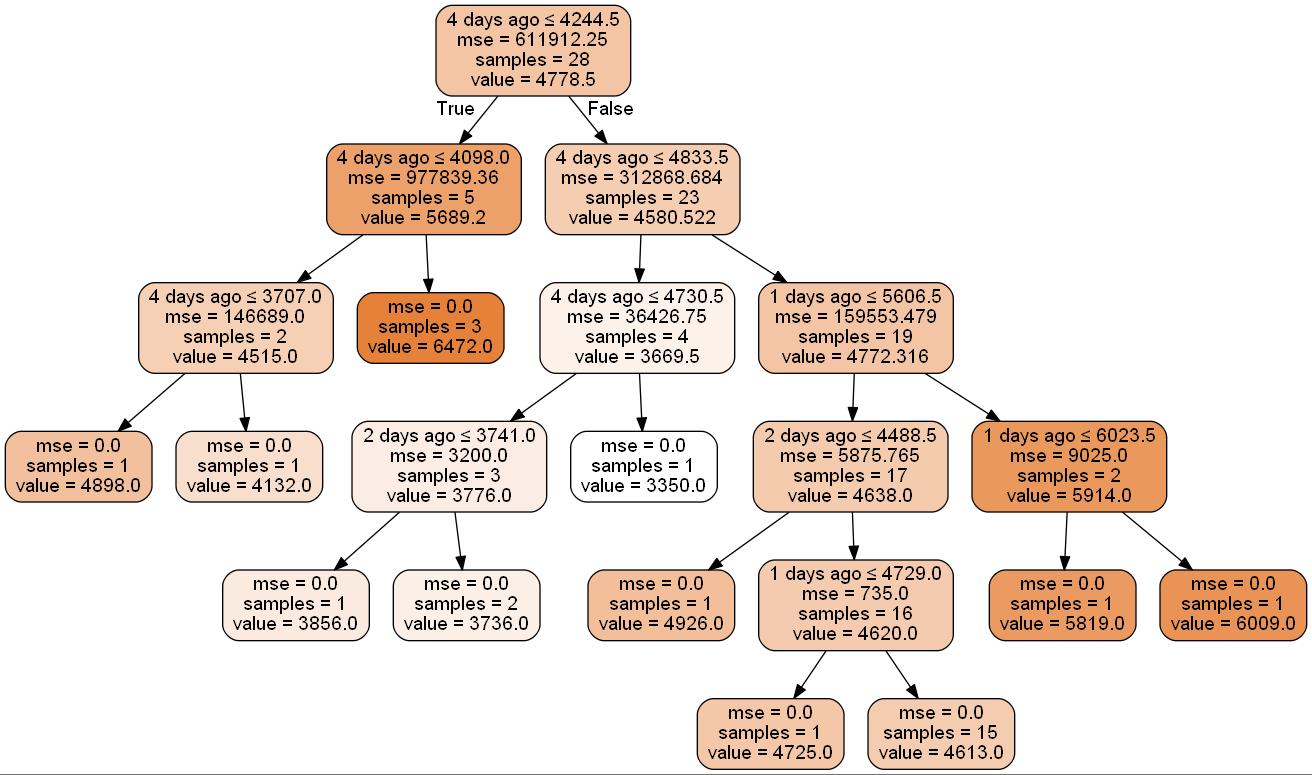 4 days ago ≤ 4244.5
mse = 611912.25
samples = 28
value = 4778.5
True
False
4 days ago ≤ 4098.0
mse = 977839.36
samples = 5
value = 5689.2
4 days ago ≤ 4833.5
mse = 312868.684
samples = 23
value = 4580.522
4 days ago ≤ 3707.0
mse = 146689.0
samples = 2
value = 4515.0
mse = 0.0
samples = 3
value = 6472.0
4 days ago ≤ 4730.5
mse = 36426.75
samples = 4
value = 3669.5
1 days ago ≤ 5606.5
mse = 159553.479
samples = 19
value = 4772.316
mse = 0.0
samples = 1
value = 4898.0
mse = 0.0
samples = 1
value = 4132.0
2 days ago ≤ 3741.0
mse = 3200.0
samples = 3
value = 3776.0
mse = 0.0
samples = 1
value = 3350.0
2 days ago ≤ 4488.5
mse = 5875.765
samples = 17
value = 4638.0
1 days ago ≤ 6023.5
mse = 9025.0
samples = 2
value = 5914.0
mse = 0.0
samples = 1
value = 3856.0
mse = 0.0
samples = 2
value = 3736.0
mse = 0.0
samples = 1
value = 4926.0
1 days ago ≤ 4729.0
mse = 735.0
samples = 16
value = 4620.0
mse = 0.0
samples = 1
value = 5819.0
mse = 0.0
samples = 1
value = 6009.0
mse = 0.0
samples = 1
value = 4725.0
mse = 0.0
samples = 15
value = 4613.0